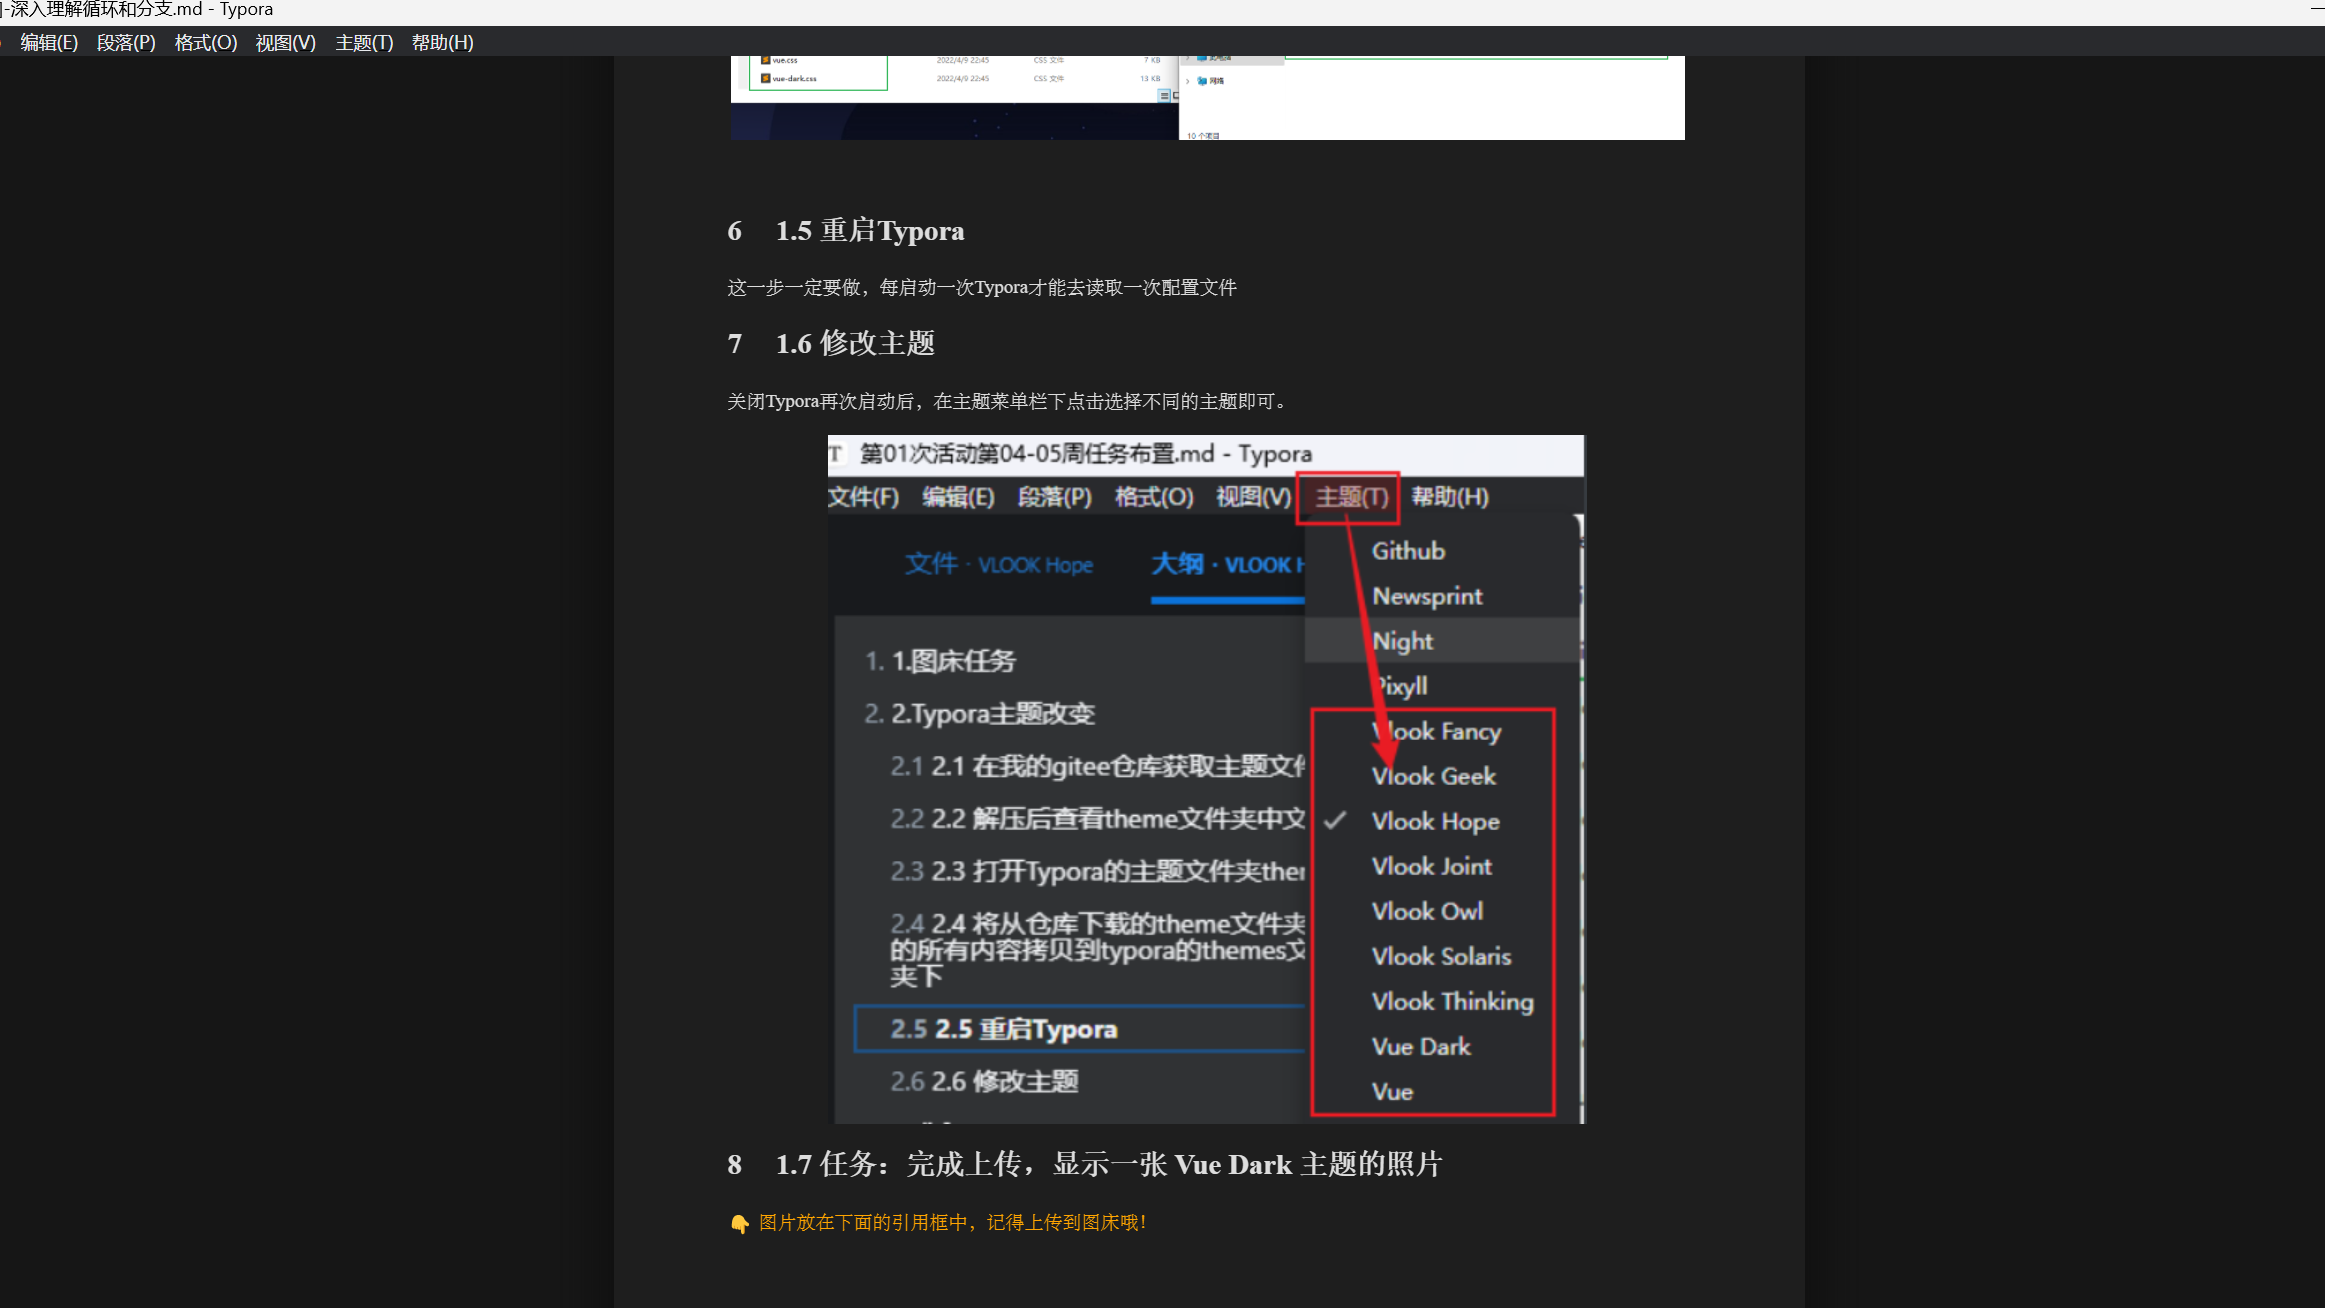 -深入理解循环和分支.md - Typora
编辑(E) 段落(P) 格式(O) 视图(V) 主题(T) 帮助(H)
vue.css 2022/4/9 22:45 CSS 文件 7 KB
vue-dark.css 2022/4/9 22:45 CSS 文件 13 KB
网络
10 个项目
6 1.5 重启Typora
这一步一定要做，每启动一次Typora才能去读取一次配置文件
7 1.6 修改主题
关闭Typora再次启动后，在主题菜单栏下点击选择不同的主题即可。
T 第01次活动第04-05周任务布置.md - Typora
文件(F) 编辑(E) 段落(P) 格式(O) 视图(V) 主题(T) 帮助(H)
文件 · VLOOK Hope 大纲 · VLOOK H
1. 1.图床任务
2. 2.Typora主题改变
2.1 2.1 在我的gitee仓库获取主题文件
2.2 2.2 解压后查看theme文件夹中文
2.3 2.3 打开Typora的主题文件夹ther
2.4 2.4 将从仓库下载的theme文件夹
的所有内容拷贝到typora的themes文
夹下
2.5 2.5 重启Typora
2.6 2.6 修改主题
Github
Newsprint
Night
Pixyll
Vlook Fancy
Vlook Geek
✓ Vlook Hope
Vlook Joint
Vlook Owl
Vlook Solaris
Vlook Thinking
Vue Dark
Vue
8 1.7 任务：完成上传，显示一张 Vue Dark 主题的照片
👇 图片放在下面的引用框中，记得上传到图床哦！